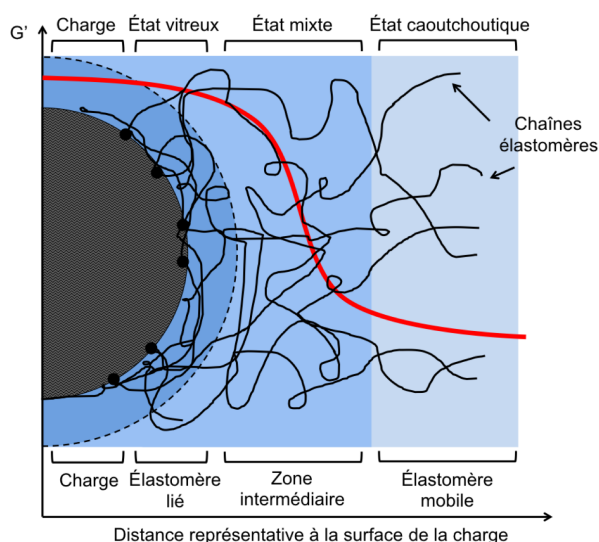 G’
Charge
État vitreux
État mixte
État caoutchoutique
Chaînes
élastomères
Charge
Élastomère
lié
Zone
intermédiaire
Élastomère
mobile
Distance représentative à la surface de la charge